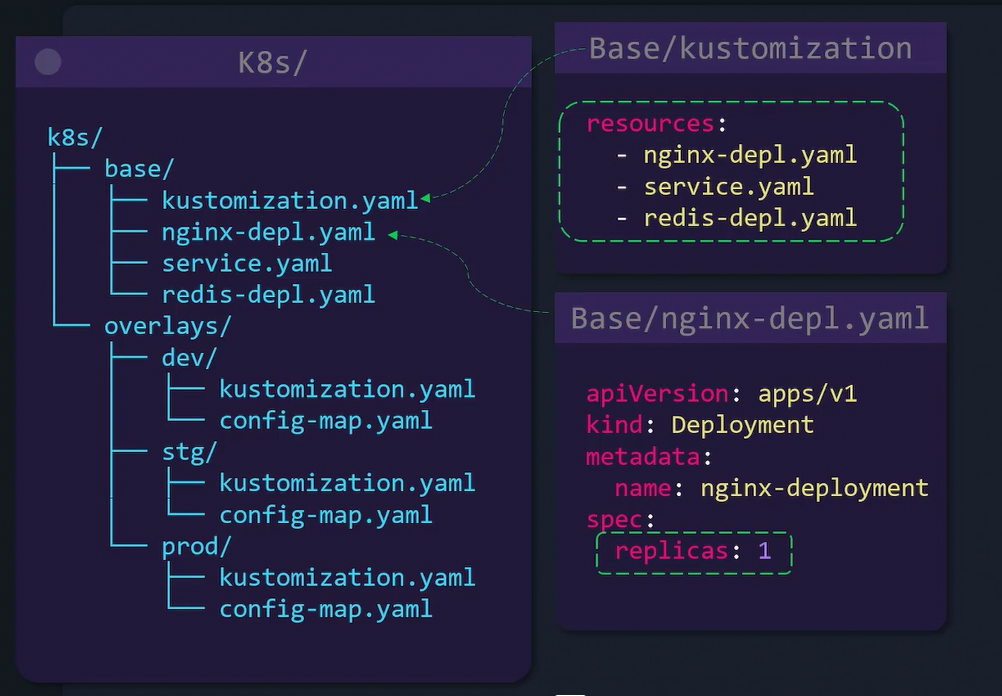 K8s/
k8s/
base/
kustomization.yaml
nginx-depl.yaml
service.yaml
redis-depl.yaml
overlays/
dev/
kustomization.yaml
config-map.yaml
stg/
kustomization.yaml
config-map.yaml
prod/
kustomization.yaml
config-map.yaml
Base/kustomization
resources:
- nginx-depl.yaml
- service.yaml
- redis-depl.yaml
Base/nginx-depl.yaml
apiVersion: apps/v1
kind: Deployment
metadata:
name: nginx-deployment
spec:
replicas: 1